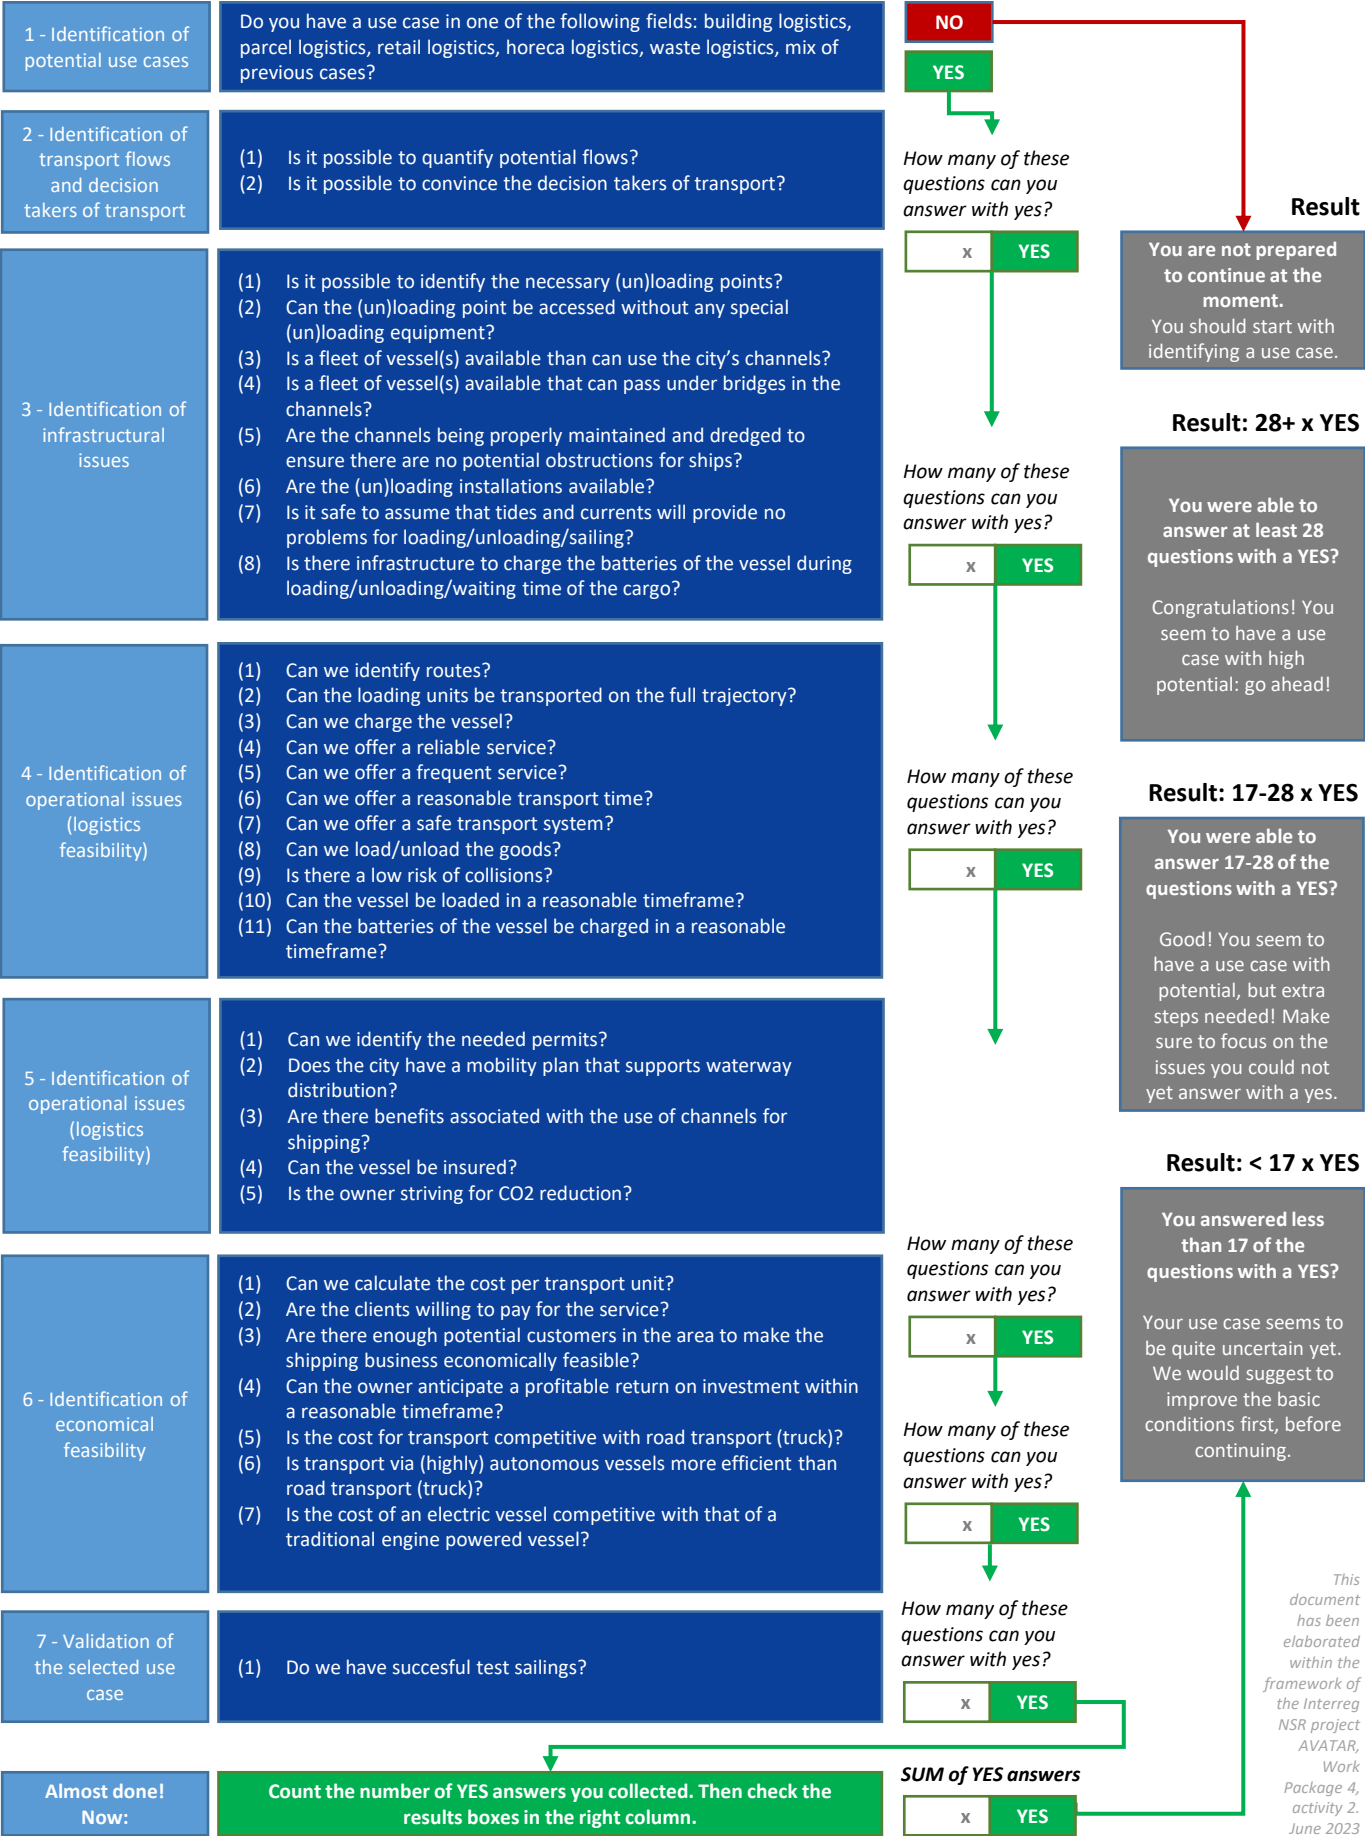 1 - Identification of
potential use cases
Do you have a use case in one of the following fields: building logistics,
parcel logistics, retail logistics, horeca logistics, waste logistics, mix of
previous cases?
NO
YES
2 - Identification of
transport flows
and decision
takers of transport
(1) Is it possible to quantify potential flows?
(2) Is it possible to convince the decision takers of transport?
How many of these
questions can you
answer with yes?
x YES
Result
You are not prepared
to continue at the
moment.
You should start with
identifying a use case.
3 - Identification of
infrastructural
issues
(1) Is it possible to identify the necessary (un)loading points?
(2) Can the (un)loading point be accessed without any special
(un)loading equipment?
(3) Is a fleet of vessel(s) available than can use the city's channels?
(4) Is a fleet of vessel(s) available that can pass under bridges in the
channels?
(5) Are the channels being properly maintained and dredged to
ensure there are no potential obstructions for ships?
(6) Are the (un)loading installations available?
(7) Is it safe to assume that tides and currents will provide no
problems for loading/unloading/sailing?
(8) Is there infrastructure to charge the batteries of the vessel during
loading/unloading/waiting time of the cargo?
How many of these
questions can you
answer with yes?
x YES
Result: 28+ x YES
You were able to
answer at least 28
questions with a YES?
Congratulations! You
seem to have a use
case with high
potential: go ahead!
4 - Identification of
operational issues
(logistics
feasibility)
(1) Can we identify routes?
(2) Can the loading units be transported on the full trajectory?
(3) Can we charge the vessel?
(4) Can we offer a reliable service?
(5) Can we offer a frequent service?
(6) Can we offer a reasonable transport time?
(7) Can we offer a safe transport system?
(8) Can we load/unload the goods?
(9) Is there a low risk of collisions?
(10) Can the vessel be loaded in a reasonable timeframe?
(11) Can the batteries of the vessel be charged in a reasonable
timeframe?
How many of these
questions can you
answer with yes?
x YES
Result: 17-28 x YES
You were able to
answer 17-28 of the
questions with a YES?
Good! You seem to
have a use case with
potential, but extra
steps needed! Make
sure to focus on the
issues you could not
yet answer with a yes.
5 - Identification of
operational issues
(logistics
feasibility)
(1) Can we identify the needed permits?
(2) Does the city have a mobility plan that supports waterway
distribution?
(3) Are there benefits associated with the use of channels for
shipping?
(4) Can the vessel be insured?
(5) Is the owner striving for CO2 reduction?
How many of these
questions can you
answer with yes?
x YES
Result: < 17 x YES
You answered less
than 17 of the
questions with a YES?
Your use case seems to
be quite uncertain yet.
We would suggest to
improve the basic
conditions first, before
continuing.
6 - Identification of
economical
feasibility
(1) Can we calculate the cost per transport unit?
(2) Are the clients willing to pay for the service?
(3) Are there enough potential customers in the area to make the
shipping business economically feasible?
(4) Can the owner anticipate a profitable return on investment within
a reasonable timeframe?
(5) Is the cost for transport competitive with road transport (truck)?
(6) Is transport via (highly) autonomous vessels more efficient than
road transport (truck)?
(7) Is the cost of an electric vessel competitive with that of a
traditional engine powered vessel?
How many of these
questions can you
answer with yes?
x YES
7 - Validation of
the selected use
case
(1) Do we have succesful test sailings?
How many of these
questions can you
answer with yes?
x YES
Almost done!
Now:
Count the number of YES answers you collected. Then check the
results boxes in the right column.
SUM of YES answers
x YES
This
document
has been
elaborated
within the
framework of
the Interreg
NSR project
AVATAR,
Work
Package 4,
activity 2.
June 2023